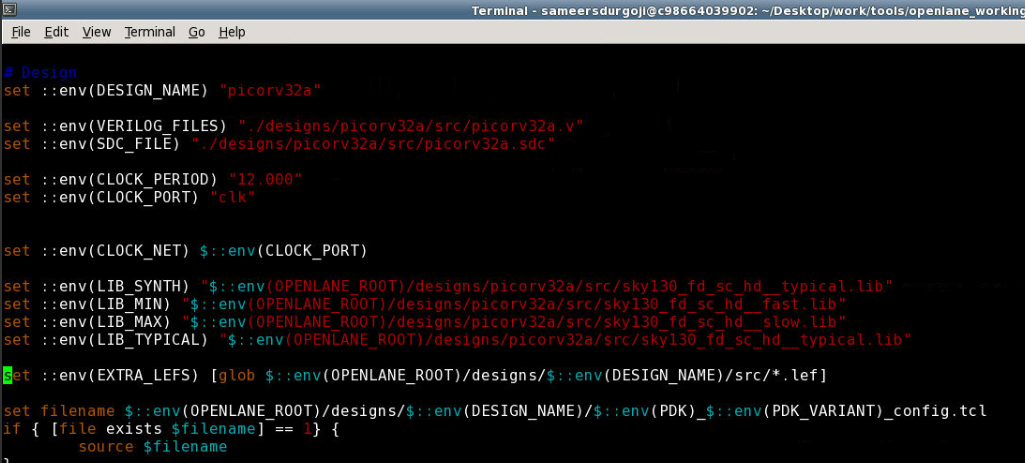 Terminal - sameersdurgoji@c98664039902: ~/Desktop/work/tools/openlane_working
File Edit View Terminal Go Help
# Design
set ::env(DESIGN_NAME) "picorv32a"
set ::env(VERILOG_FILES) "./designs/picorv32a/src/picorv32a.v"
set ::env(SDC_FILE) "./designs/picorv32a/src/picorv32a.sdc"
set ::env(CLOCK_PERIOD) "12.000"
set ::env(CLOCK_PORT) "clk"
set ::env(CLOCK_NET) $::env(CLOCK_PORT)
set ::env(LIB_SYNTH) "$::env(OPENLANE_ROOT)/designs/picorv32a/src/sky130_fd_sc_hd__typical.lib"
set ::env(LIB_MIN) "$::env(OPENLANE_ROOT)/designs/picorv32a/src/sky130_fd_sc_hd__fast.lib"
set ::env(LIB_MAX) "$::env(OPENLANE_ROOT)/designs/picorv32a/src/sky130_fd_sc_hd__slow.lib"
set ::env(LIB_TYPICAL) "$::env(OPENLANE_ROOT)/designs/picorv32a/src/sky130_fd_sc_hd__typical.lib"
set ::env(EXTRA_LEFS) [glob $::env(OPENLANE_ROOT)/designs/$::env(DESIGN_NAME)/src/*.lef]
set filename $::env(OPENLANE_ROOT)/designs/$::env(DESIGN_NAME)/$::env(PDK)_$::env(PDK_VARIANT)_config.tcl
if { [file exists $filename] == 1} {
source $filename
}